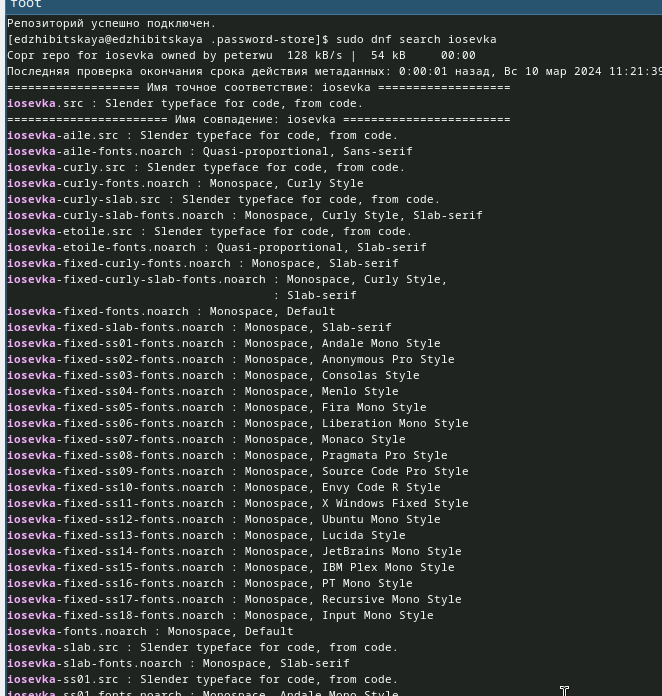 foot
Репозиторий успешно подключен.
[edzhibitskaya@edzhibitskaya .password-store]$ sudo dnf search iosevka
Copr repo for iosevka owned by peterwu  128 kB/s |  54 kB     00:00
Последняя проверка окончания срока действия метаданных: 0:00:01 назад, Вс 10 мар 2024 11:21:39
=================== Имя точное соответствие: iosevka ===================
iosevka.src : Slender typeface for code, from code.
======================= Имя совпадение: iosevka ========================
iosevka-aile.src : Slender typeface for code, from code.
iosevka-aile-fonts.noarch : Quasi-proportional, Sans-serif
iosevka-curly.src : Slender typeface for code, from code.
iosevka-curly-fonts.noarch : Monospace, Curly Style
iosevka-curly-slab.src : Slender typeface for code, from code.
iosevka-curly-slab-fonts.noarch : Monospace, Curly Style, Slab-serif
iosevka-etoile.src : Slender typeface for code, from code.
iosevka-etoile-fonts.noarch : Quasi-proportional, Slab-serif
iosevka-fixed-curly-fonts.noarch : Monospace, Slab-serif
iosevka-fixed-curly-slab-fonts.noarch : Monospace, Curly Style,
                                      : Slab-serif
iosevka-fixed-fonts.noarch : Monospace, Default
iosevka-fixed-slab-fonts.noarch : Monospace, Slab-serif
iosevka-fixed-ss01-fonts.noarch : Monospace, Andale Mono Style
iosevka-fixed-ss02-fonts.noarch : Monospace, Anonymous Pro Style
iosevka-fixed-ss03-fonts.noarch : Monospace, Consolas Style
iosevka-fixed-ss04-fonts.noarch : Monospace, Menlo Style
iosevka-fixed-ss05-fonts.noarch : Monospace, Fira Mono Style
iosevka-fixed-ss06-fonts.noarch : Monospace, Liberation Mono Style
iosevka-fixed-ss07-fonts.noarch : Monospace, Monaco Style
iosevka-fixed-ss08-fonts.noarch : Monospace, Pragmata Pro Style
iosevka-fixed-ss09-fonts.noarch : Monospace, Source Code Pro Style
iosevka-fixed-ss10-fonts.noarch : Monospace, Envy Code R Style
iosevka-fixed-ss11-fonts.noarch : Monospace, X Windows Fixed Style
iosevka-fixed-ss12-fonts.noarch : Monospace, Ubuntu Mono Style
iosevka-fixed-ss13-fonts.noarch : Monospace, Lucida Style
iosevka-fixed-ss14-fonts.noarch : Monospace, JetBrains Mono Style
iosevka-fixed-ss15-fonts.noarch : Monospace, IBM Plex Mono Style
iosevka-fixed-ss16-fonts.noarch : Monospace, PT Mono Style
iosevka-fixed-ss17-fonts.noarch : Monospace, Recursive Mono Style
iosevka-fixed-ss18-fonts.noarch : Monospace, Input Mono Style
iosevka-fonts.noarch : Monospace, Default
iosevka-slab.src : Slender typeface for code, from code.
iosevka-slab-fonts.noarch : Monospace, Slab-serif
iosevka-ss01.src : Slender typeface for code, from code.
iosevka-ss01-fonts.noarch : Monospace, Andale Mono Style